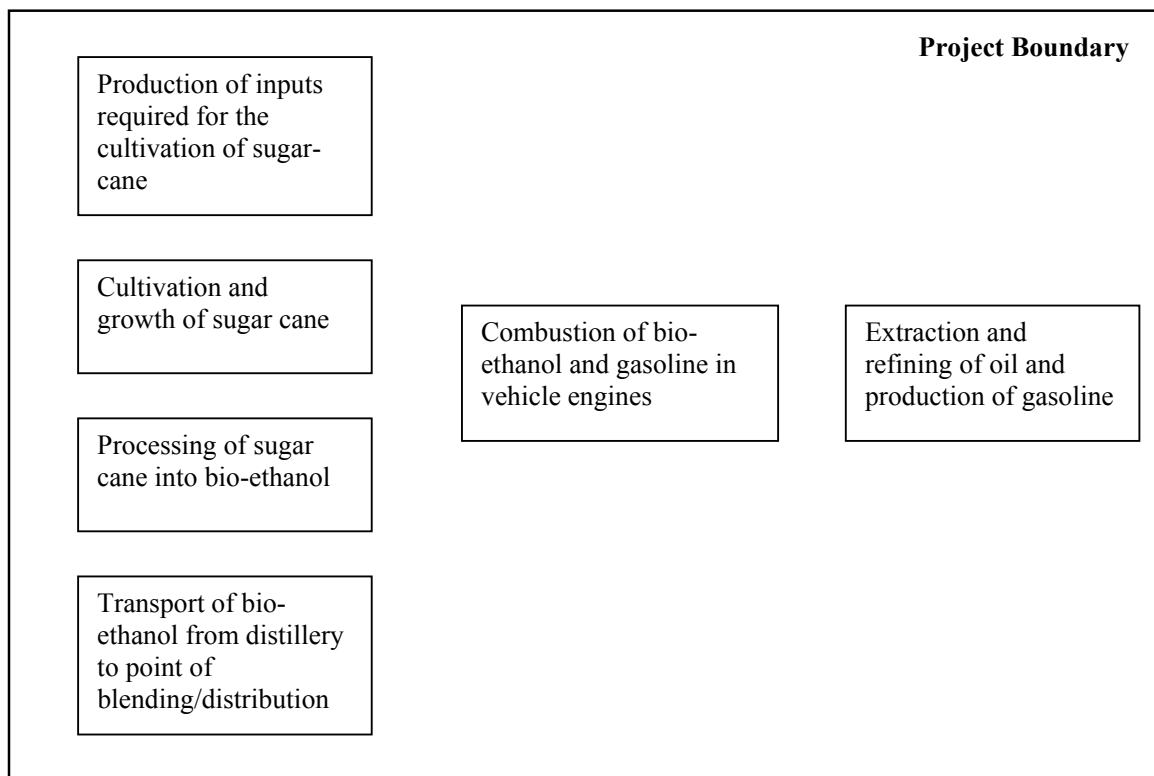 Project Boundary
Production of inputs
required for the
cultivation of sugar-
cane
Cultivation and
growth of sugar cane
Processing of sugar
cane into bio-ethanol
Transport of bio-
ethanol from distillery
to point of
blending/distribution
Combustion of bio-
ethanol and gasoline in
vehicle engines
Extraction and
refining of oil and
production of gasoline